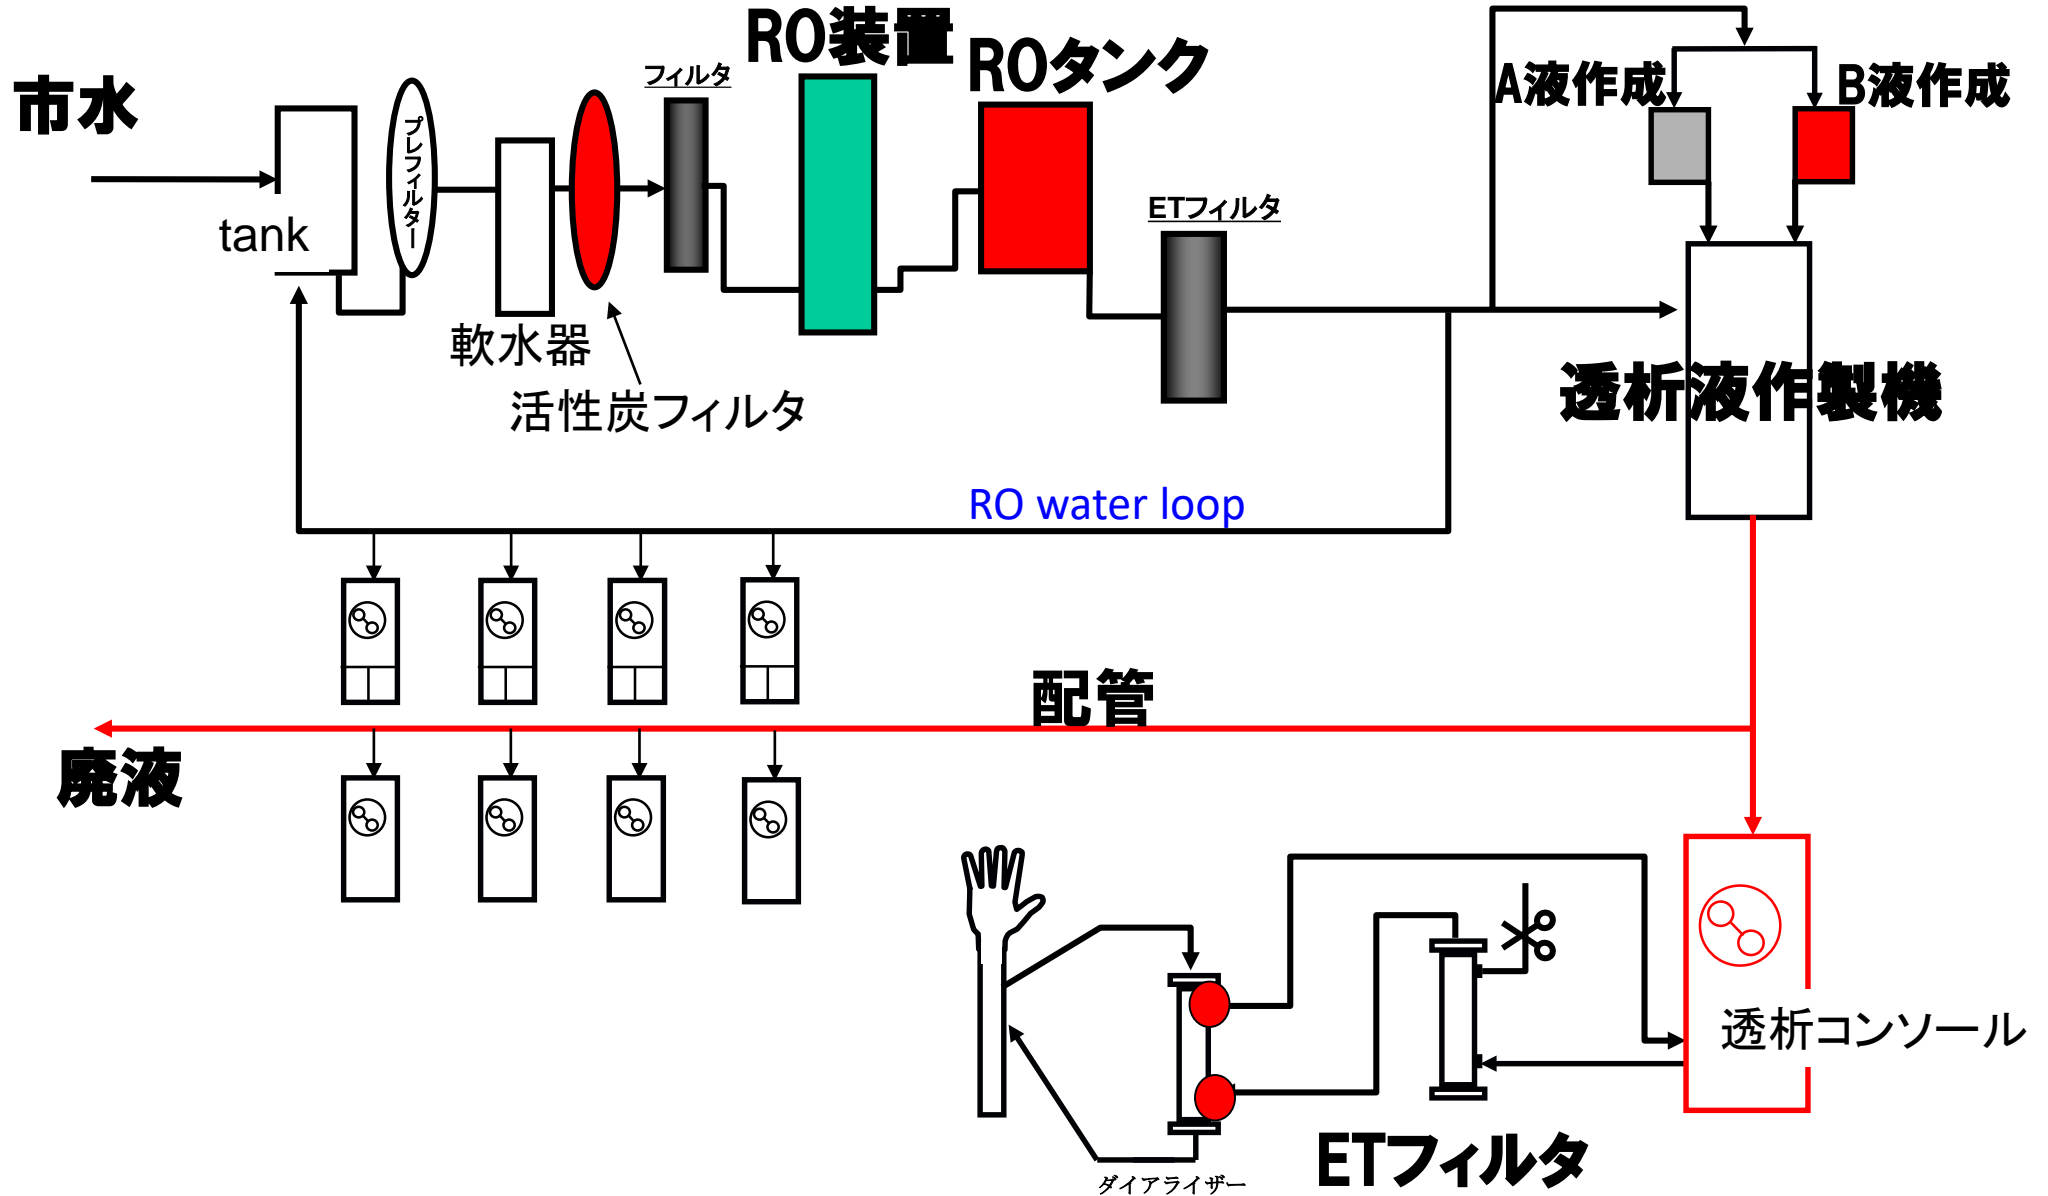 市水
tank
プレフィルター
軟水器
活性炭フィルタ
フィルタ
RO装置
ROタンク
ETフィルタ
A液作成
B液作成
透析液作製機
RO water loop
配管
廃液
透析コンソール
ETフィルタ
ダイアライザー